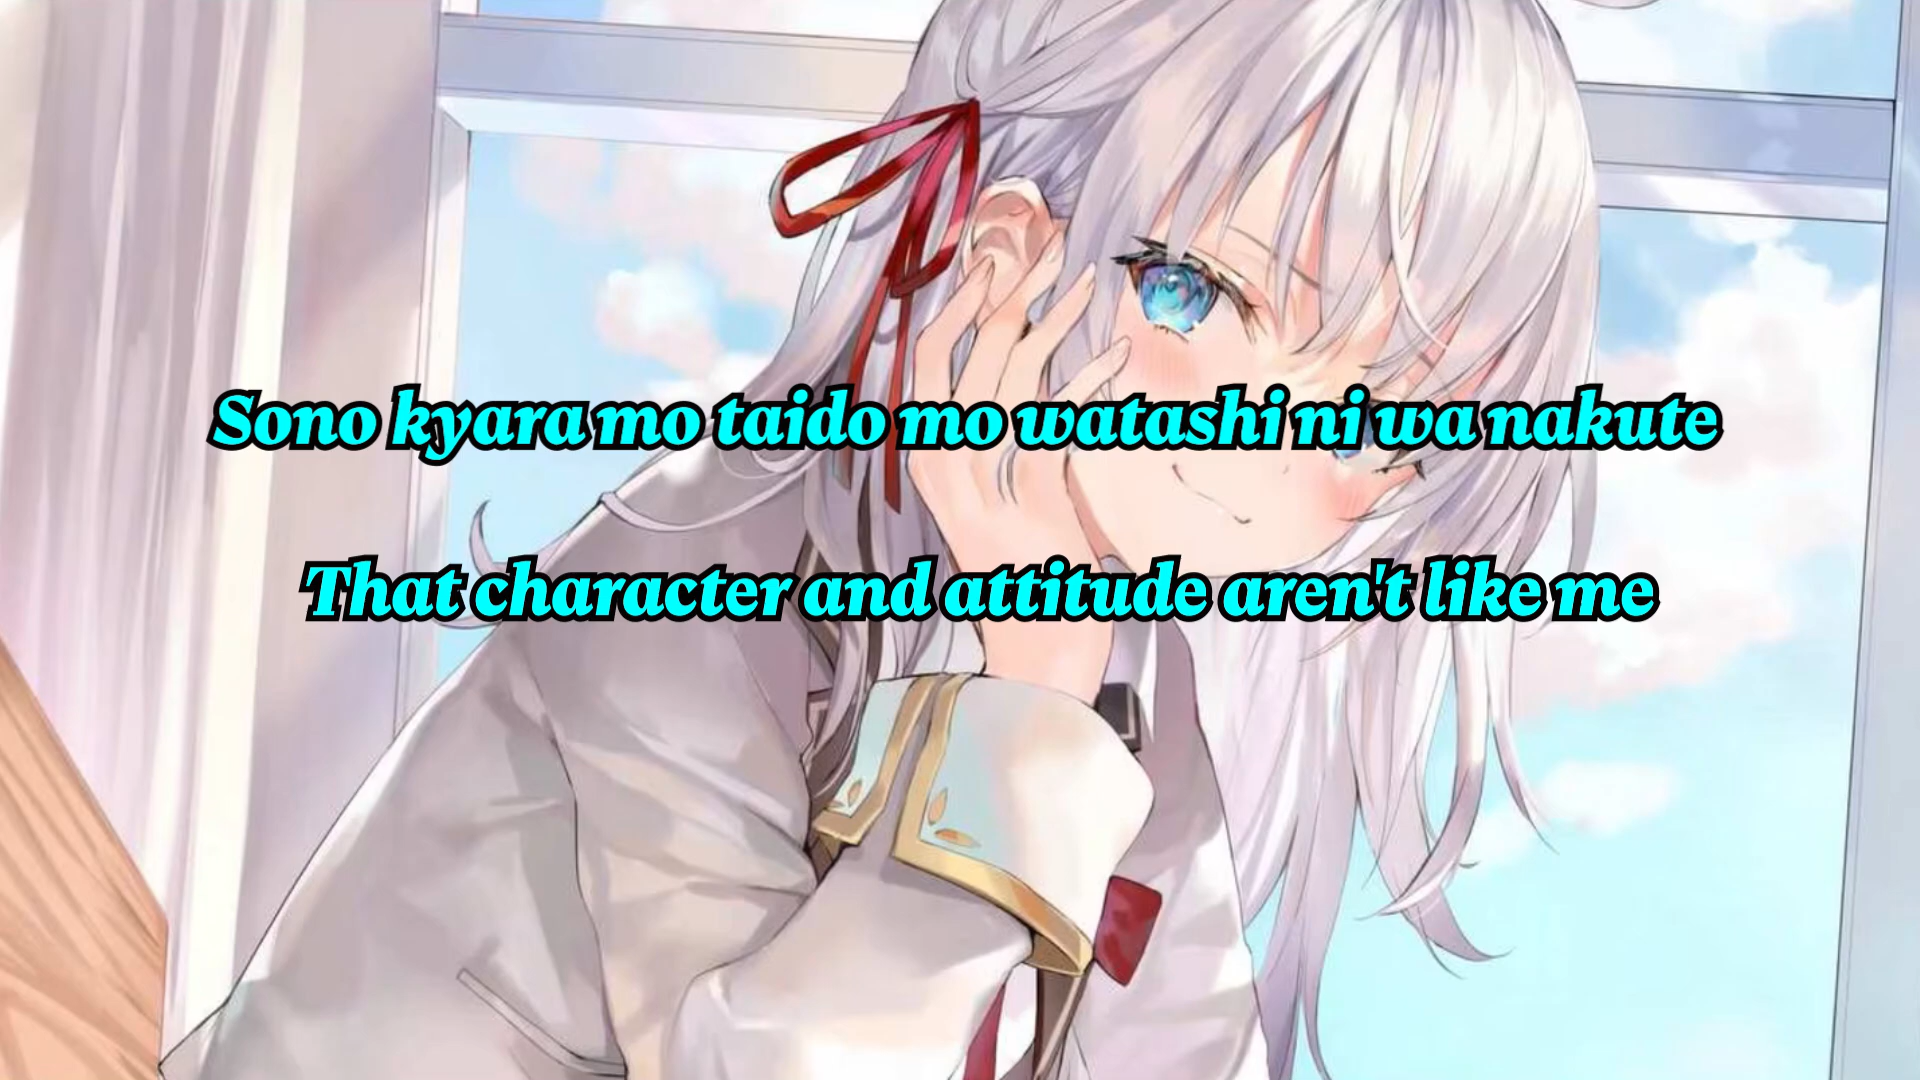 Sono kyara mo taido mo watashi ni wa nakute
That character and attitude aren't like me